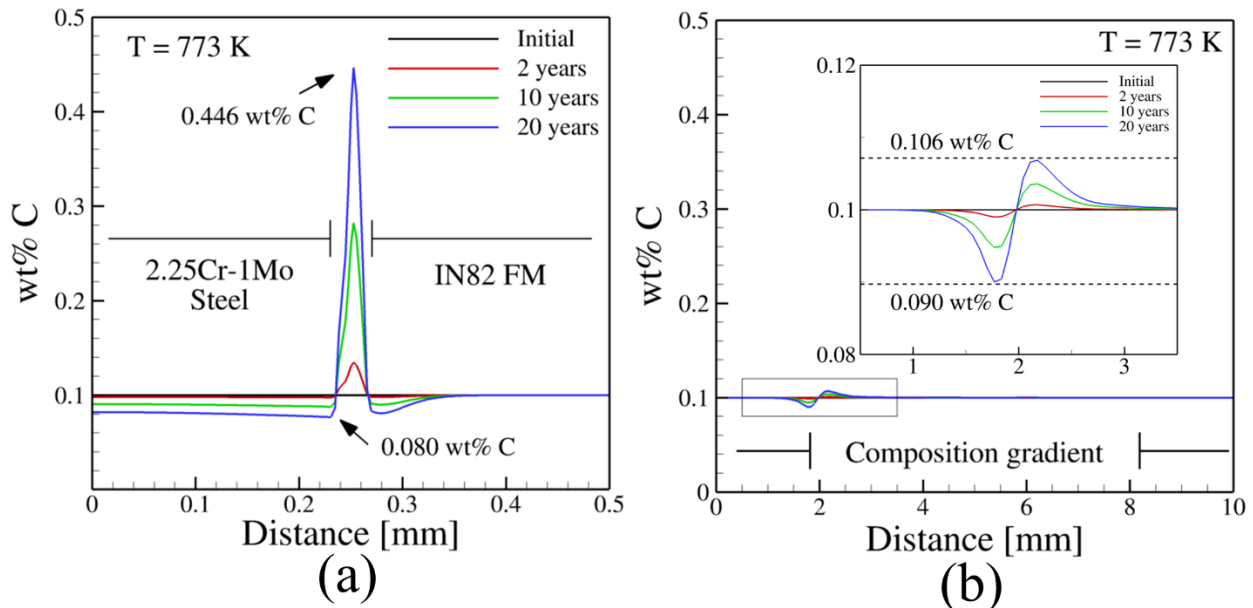 0.5
T = 773 K
Initial
2 years
10 years
20 years
0.4
0.446 wt% C
wt% C
0.3
2.25Cr-1Mo
Steel
IN82 FM
0.2
0.1
0.080 wt% C
0
0 0.1 0.2 0.3 0.4 0.5
Distance [mm]
(a)
0.5
T = 773 K
0.12
Initial
2 years
10 years
20 years
0.4
0.106 wt% C
wt% C
0.3
0.1
0.2
0.090 wt% C
0.08
1 2 3
0.1
Composition gradient
0
0 2 4 6 8 10
Distance [mm]
(b)